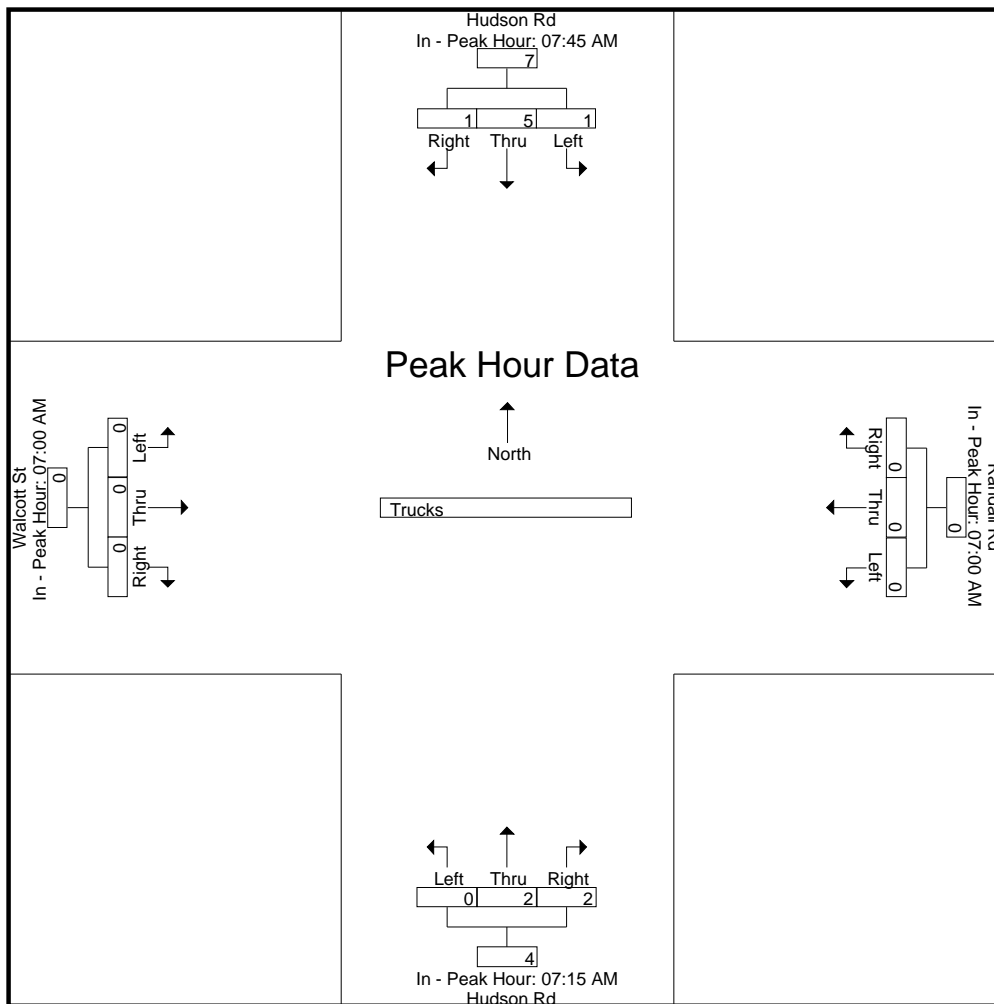 Hudson Rd
In - Peak Hour: 07:45 AM
7
1 5 1
Right Thru Left
Peak Hour Data
North
Trucks
Walcott St
In - Peak Hour: 07:00 AM
0
0 0 0
Left Thru Right
Right Thru Left
0 0 0
0
In - Peak Hour: 07:00 AM
Randall Rd
Left Thru Right
0 2 2
4
In - Peak Hour: 07:15 AM
Hudson Rd